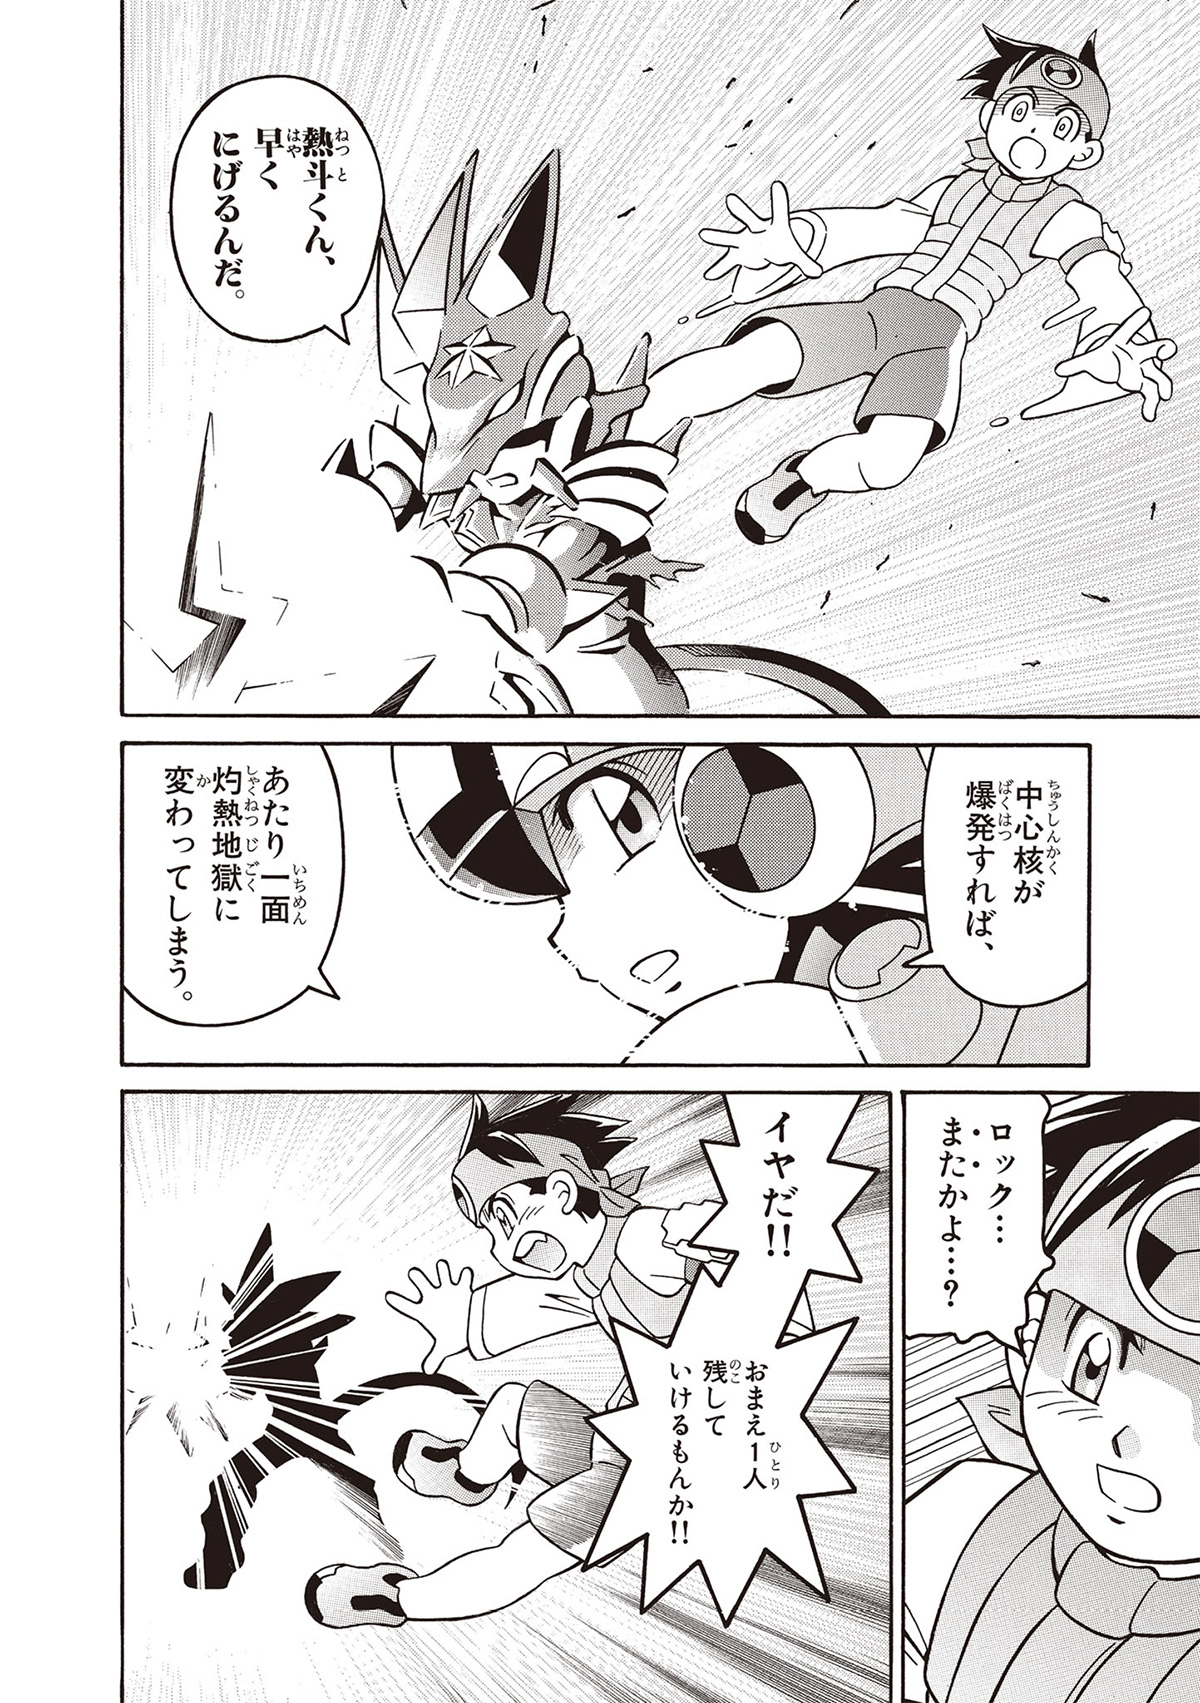 熱斗くん、
早く
にげるんだ。
中心核が
爆発すれば、
あたり一面
灼熱地獄に
変わってしまう。
ロック…
またかよ…？
イヤだ!!
おまえ１人
残して
いけるもんか!!